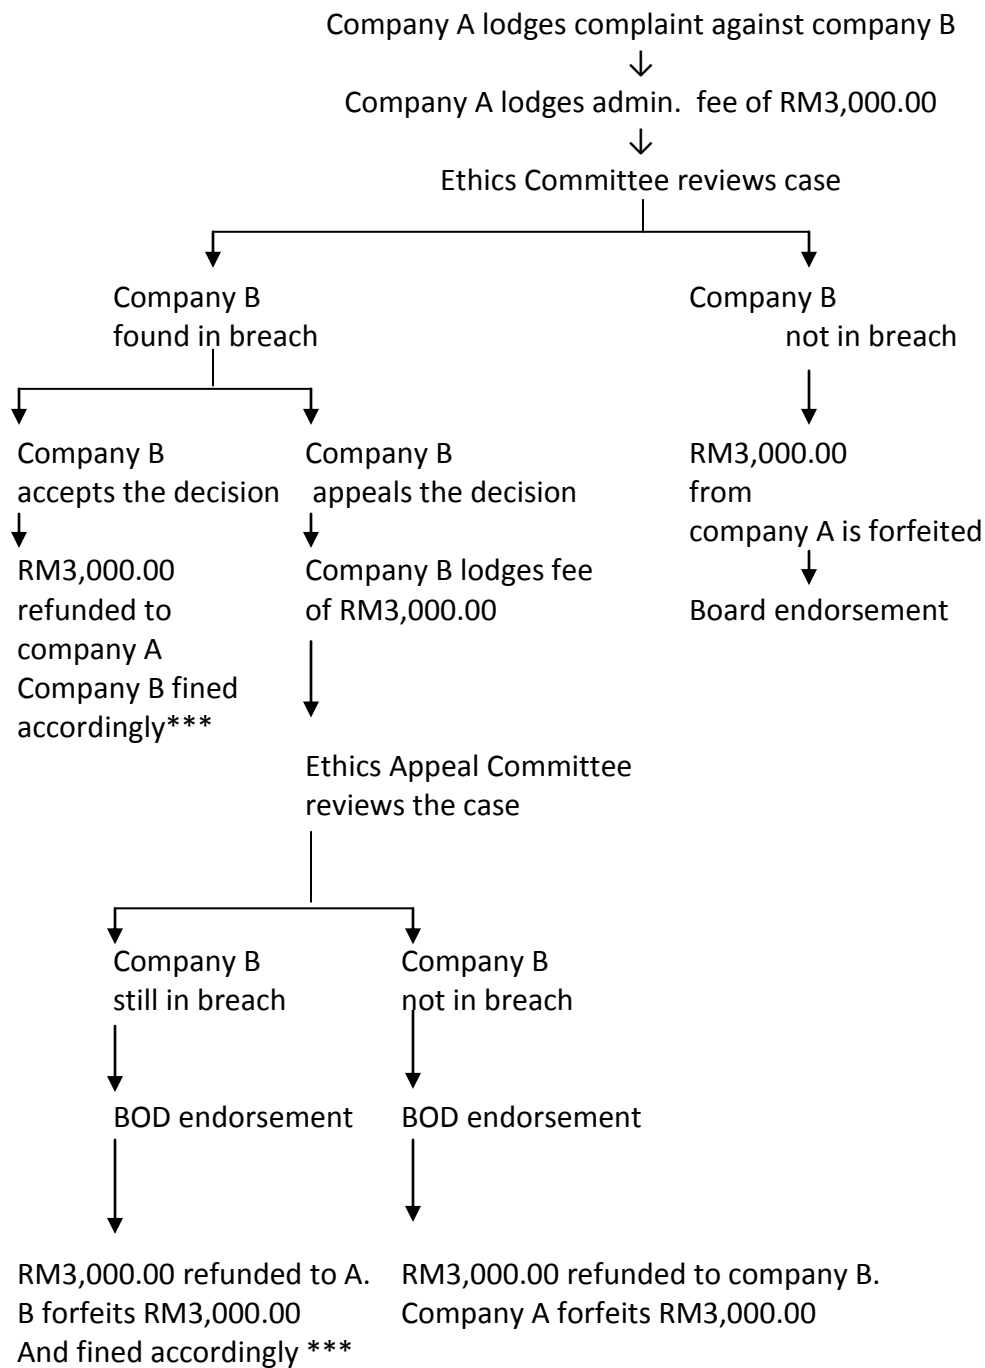 Company A lodges complaint against company B
Company A lodges admin.  fee of RM3,000.00
Ethics Committee reviews case
Company B
found in breach
Company B
not in breach
Company B
accepts the decision
Company B
appeals the decision
RM3,000.00
from
company A is forfeited
RM3,000.00
refunded to
company A
Company B fined
accordingly***
Company B lodges fee
of RM3,000.00
Board endorsement
Ethics Appeal Committee
reviews the case
Company B
still in breach
Company B
not in breach
BOD endorsement
BOD endorsement
RM3,000.00 refunded to A.
B forfeits RM3,000.00
And fined accordingly ***
RM3,000.00 refunded to company B.
Company A forfeits RM3,000.00